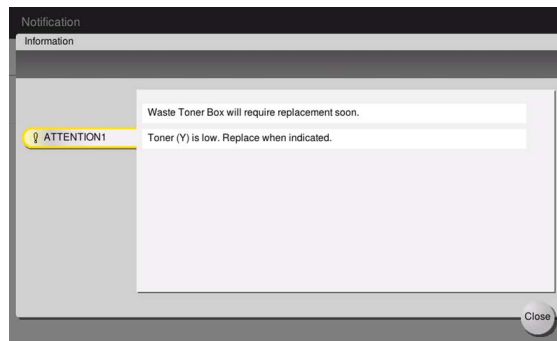 Notification
Information
Waste Toner Box will require replacement soon.
ATTENTION1
Toner (Y) is low. Replace when indicated.
Close